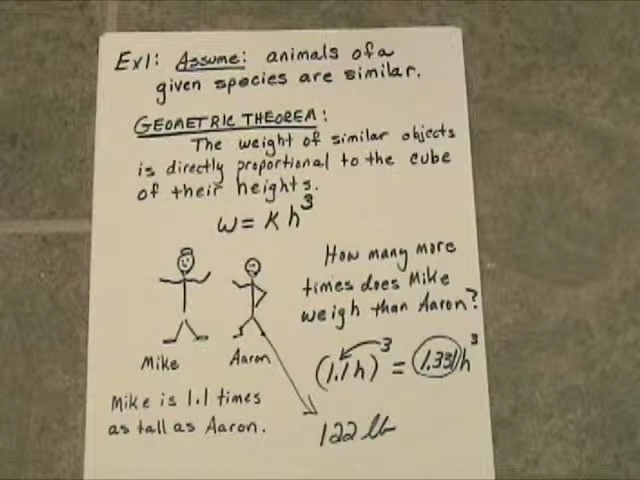 Ex1: Assume: animals of a
given species are similar.
GEOMETRIC THEOREM:
The weight of similar objects
is directly proportional to the cube
of their heights.
w = K h³
How many more
times does Mike
weigh than Aaron?
Mike
Aaron
(1.1h)³ = 1.331h³
Mike is 1.1 times
as tall as Aaron.
122 lb